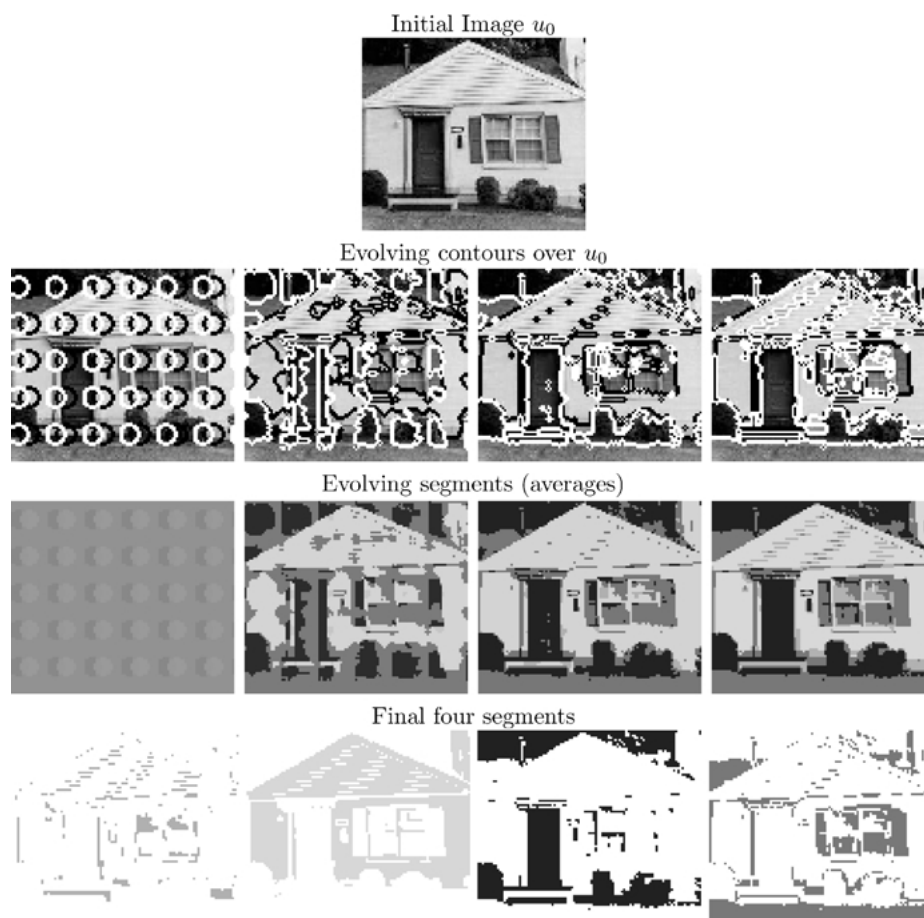 Initial Image u₀
Evolving contours over u₀
Evolving segments (averages)
Final four segments